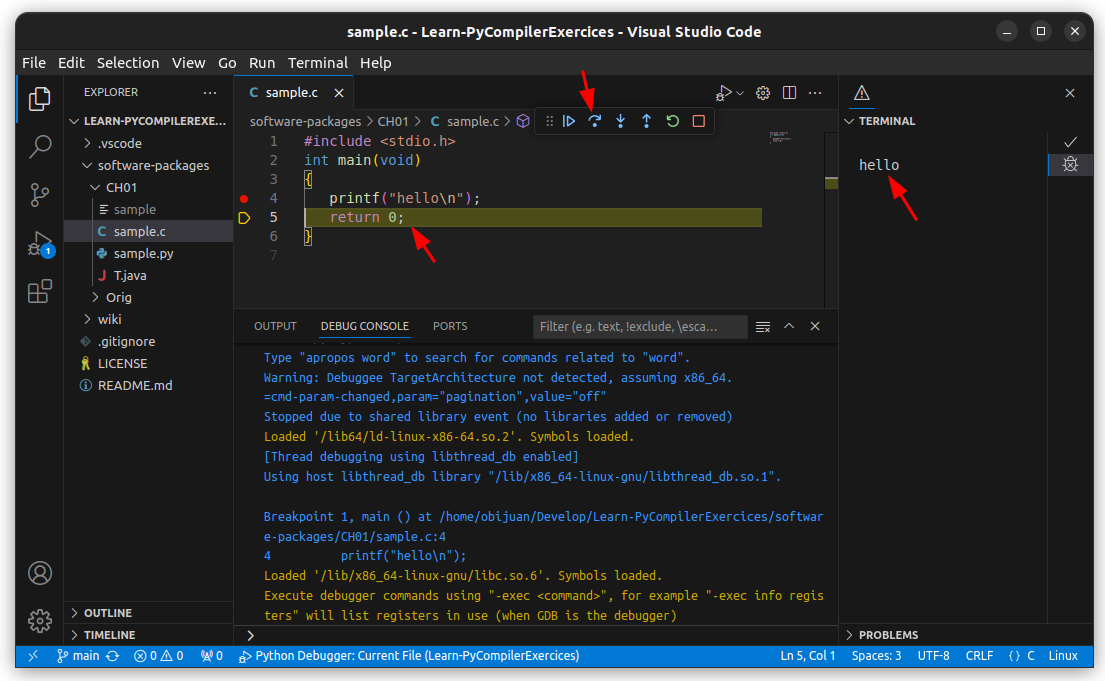 sample.c - Learn-PyCompilerExercices - Visual Studio Code
File Edit Selection View Go Run Terminal Help
EXPLORER
LEARN-PYCOMPILEREXE...
.vscode
software-packages
CH01
sample
C sample.c
sample.py
J T.java
Orig
wiki
.gitignore
LICENSE
README.md
OUTLINE
TIMELINE
1
C sample.c
software-packages > CH01 > C sample.c >
1 #include <stdio.h>
2 int main(void)
3 {
4 printf("hello\n");
5 return 0;
6 }
7
OUTPUT DEBUG CONSOLE PORTS
Filter (e.g. text, !exclude, \esca...
Type "apropos word" to search for commands related to "word".
Warning: Debuggee TargetArchitecture not detected, assuming x86_64.
=cmd-param-changed,param="pagination",value="off"
Stopped due to shared library event (no libraries added or removed)
Loaded '/lib64/ld-linux-x86-64.so.2'. Symbols loaded.
[Thread debugging using libthread_db enabled]
Using host libthread_db library "/lib/x86_64-linux-gnu/libthread_db.so.1".
Breakpoint 1, main () at /home/obijuan/Develop/Learn-PyCompilerExercices/softwar
e-packages/CH01/sample.c:4
4 printf("hello\n");
Loaded '/lib/x86_64-linux-gnu/libc.so.6'. Symbols loaded.
Execute debugger commands using "-exec <command>", for example "-exec info regis
ters" will list registers in use (when GDB is the debugger)
>
TERMINAL
hello
PROBLEMS
main 0 0 0 Python Debugger: Current File (Learn-PyCompilerExercices) Ln 5, Col 1 Spaces: 3 UTF-8 CRLF {} C Linux